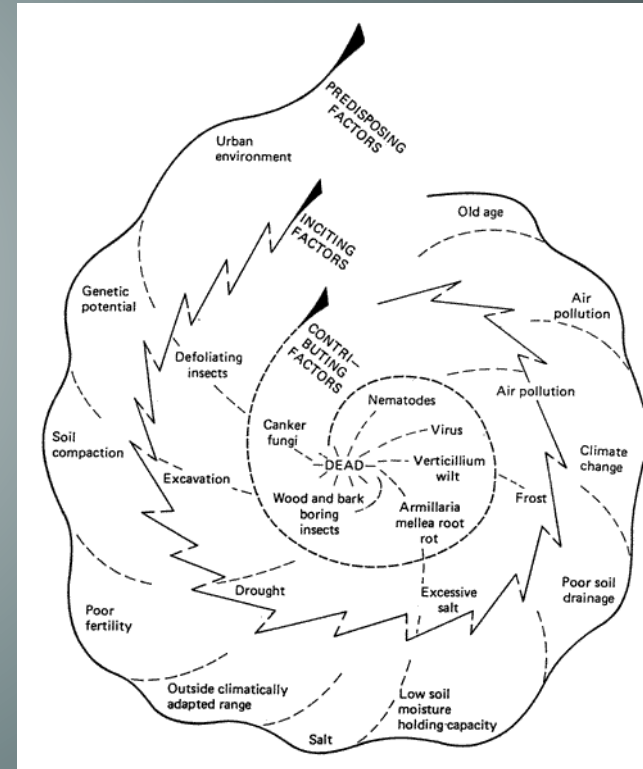 PREDISPOSING
FACTORS
Urban
environment
INCITING
FACTORS
Old age
Genetic
potential
Air
pollution
CONTRI-
BUTING
FACTORS
Defoliating
insects
Air pollution
Nematodes
Canker
fungi
Virus
Soil
compaction
Climate
change
DEAD
Verticillium
wilt
Excavation
Wood and bark
boring
insects
Armillaria
mellea root
rot
Frost
Drought
Excessive
salt
Poor soil
drainage
Poor
fertility
Outside climatically
adapted range
Low soil
moisture
holding capacity
Salt